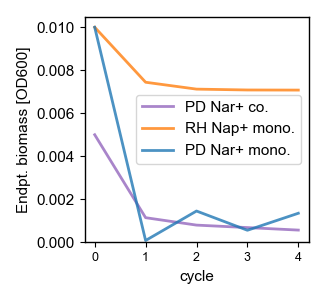 Endpt. biomass [OD600]
0.010
0.008
0.006
0.004
0.002
0.000
PD Nar+ co.
RH Nap+ mono.
PD Nar+ mono.
0 1 2 3 4
cycle